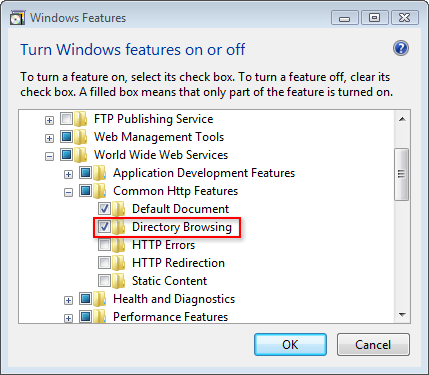 Windows Features
Turn Windows features on or off
To turn a feature on, select its check box. To turn a feature off, clear its
check box. A filled box means that only part of the feature is turned on.
FTP Publishing Service
Web Management Tools
World Wide Web Services
Application Development Features
Common Http Features
Default Document
Directory Browsing
HTTP Errors
HTTP Redirection
Static Content
Health and Diagnostics
Performance Features
OK
Cancel